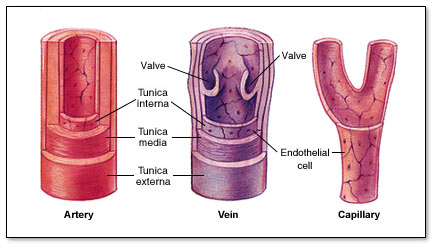 Valve
Valve
Tunica
interna
Tunica
media
Endothelial
cell
Tunica
externa
Artery
Vein
Capillary